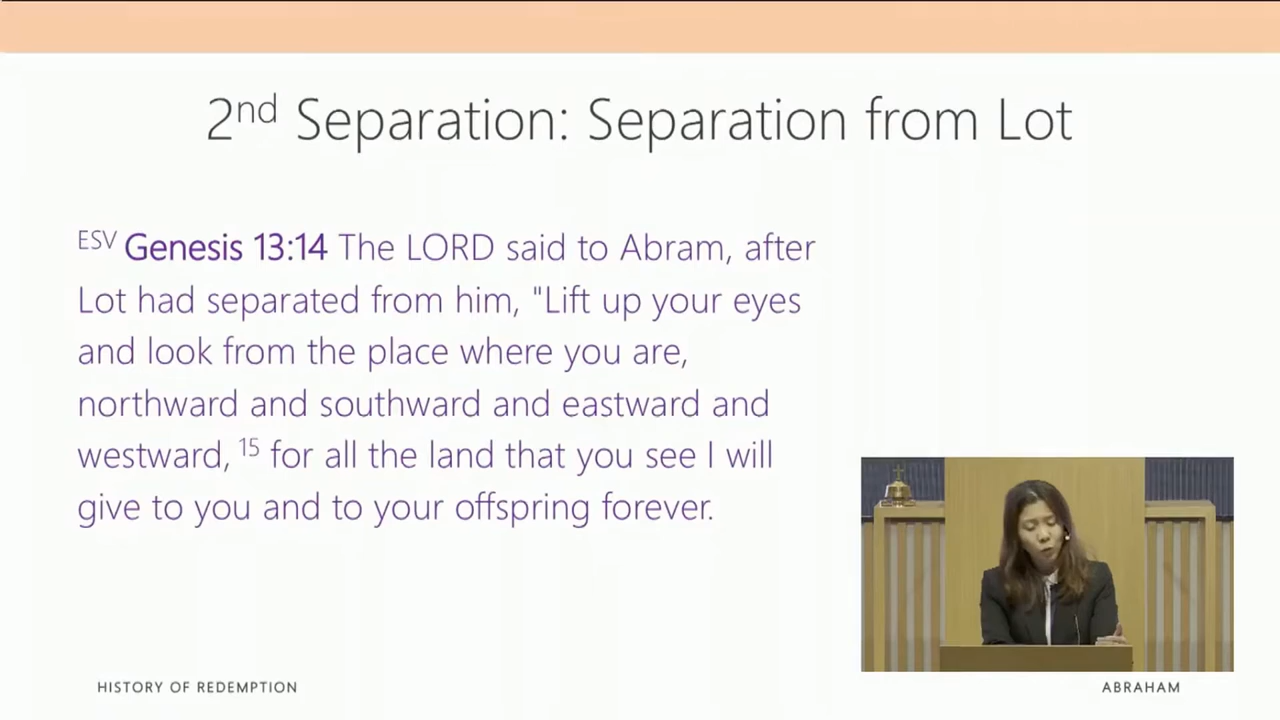 2nd Separation: Separation from Lot
ESV Genesis 13:14 The LORD said to Abram, after
Lot had separated from him, "Lift up your eyes
and look from the place where you are,
northward and southward and eastward and
westward, 15 for all the land that you see I will
give to you and to your offspring forever.
HISTORY OF REDEMPTION
ABRAHAM